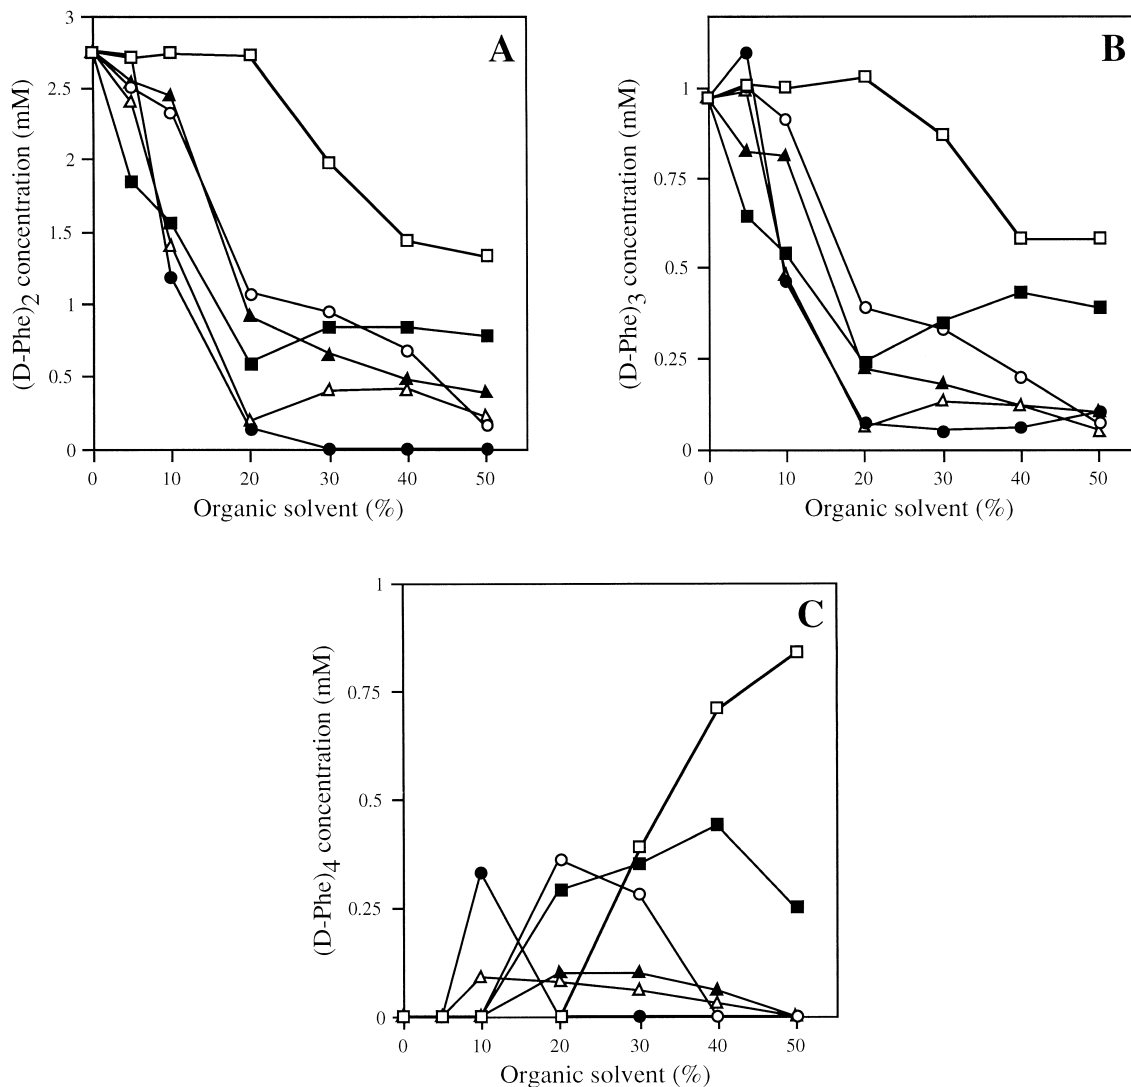 A
(D-Phe)2 concentration (mM)
3
2.5
2
1.5
1
0.5
0
0 10 20 30 40 50
Organic solvent (%)
B
(D-Phe)3 concentration (mM)
1
0.75
0.5
0.25
0
0 10 20 30 40 50
Organic solvent (%)
C
(D-Phe)4 concentration (mM)
1
0.75
0.5
0.25
0
0 10 20 30 40 50
Organic solvent (%)